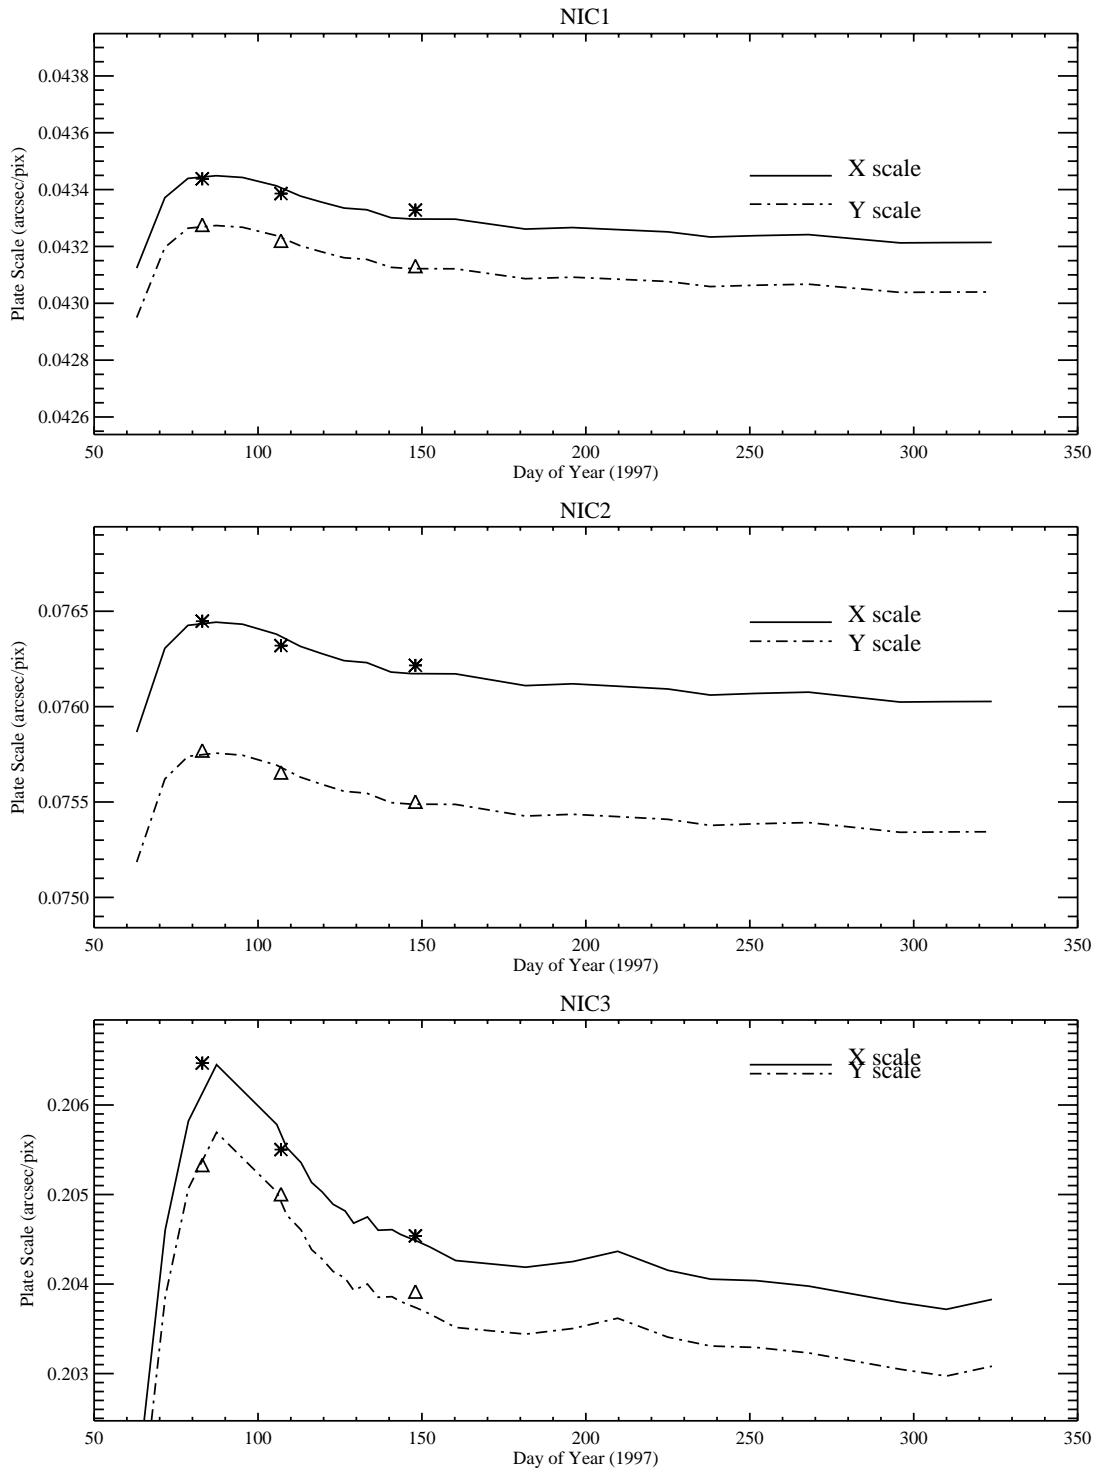 NIC1
0.0438
0.0436
0.0434
0.0432
0.0430
0.0428
0.0426
Plate Scale (arcsec/pix)
X scale
Y scale
50 100 150 200 250 300 350
Day of Year (1997)
NIC2
0.0765
0.0760
0.0755
0.0750
Plate Scale (arcsec/pix)
X scale
Y scale
50 100 150 200 250 300 350
Day of Year (1997)
NIC3
0.206
0.205
0.204
0.203
Plate Scale (arcsec/pix)
X scale
Y scale
50 100 150 200 250 300 350
Day of Year (1997)